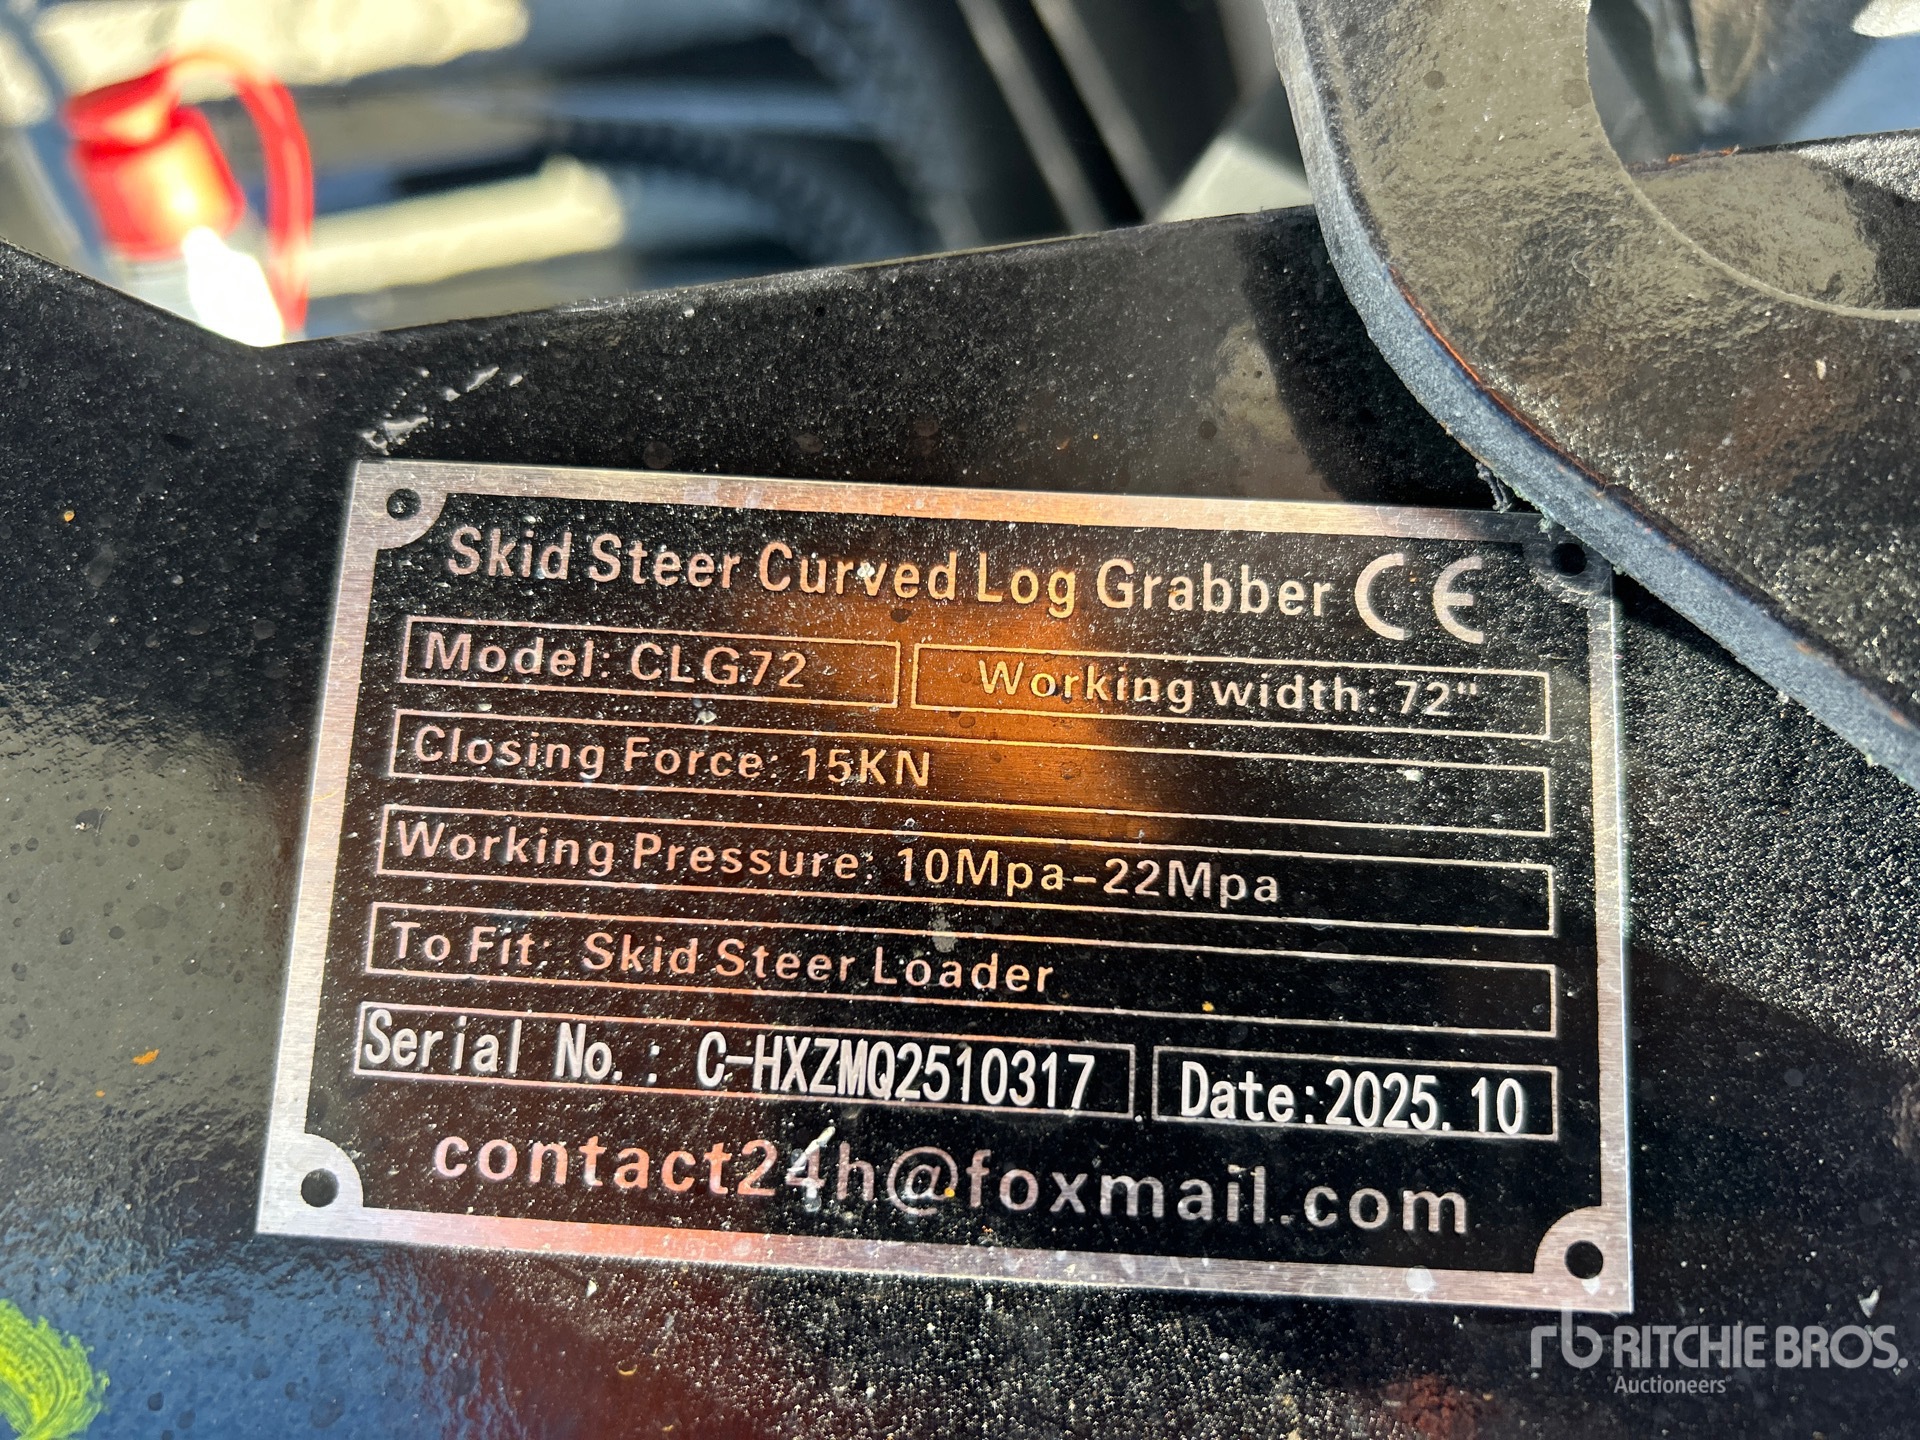 Skid Steer Curved Log Grabber CE
Model: CLG72 Working width: 72"
Closing Force: 15KN
Working Pressure: 10Mpa-22Mpa
To Fit: Skid Steer Loader
Serial No.: C-HXZMQ2510317 Date:2025.10
contact24h@foxmail.com
rb RITCHIE BROS.
Auctioneers